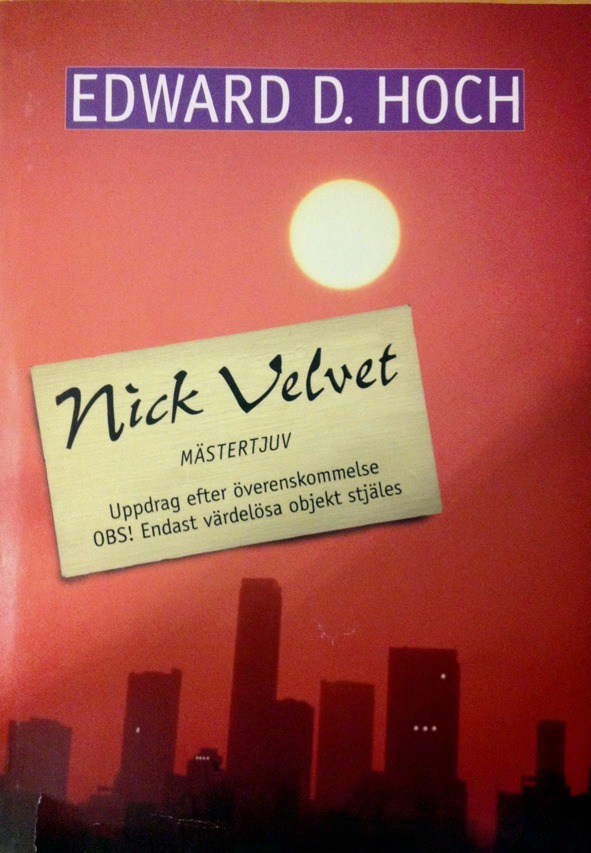 EDWARD D. HOCH
Nick Velvet
MÄSTERTJUV
Uppdrag efter överenskommelse
OBS! Endast värdelösa objekt stjäles